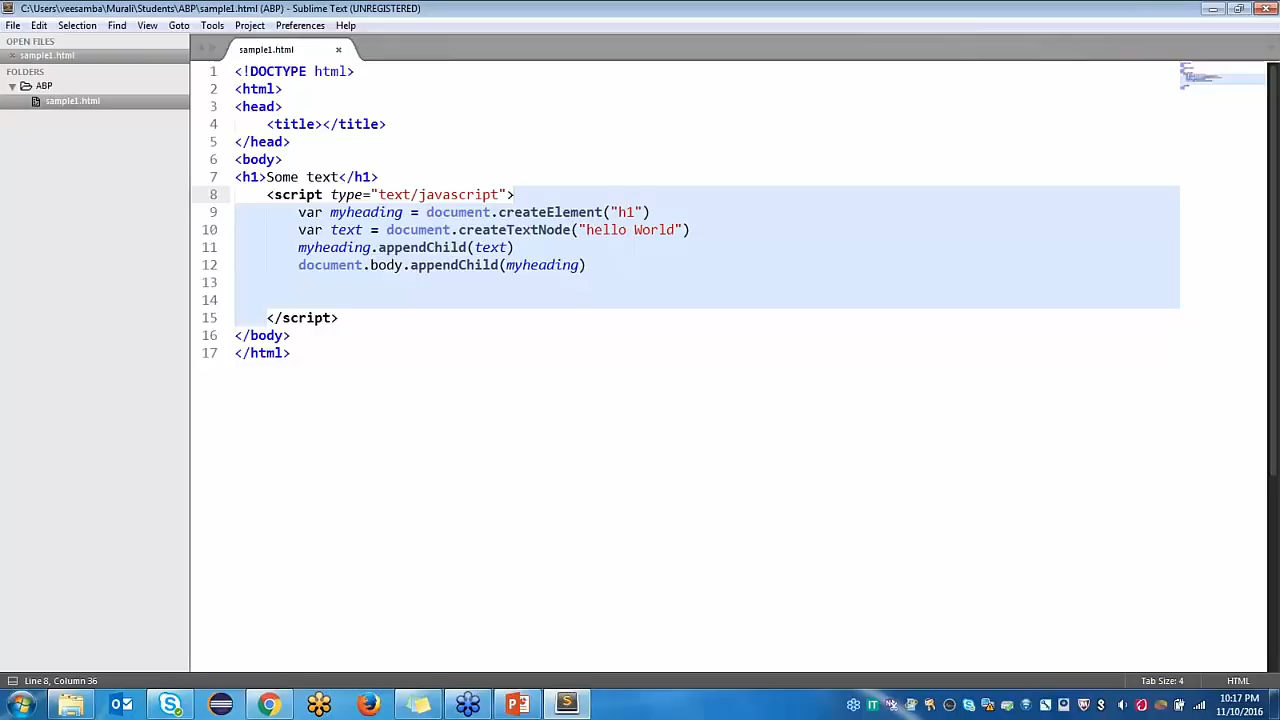 C:\Users\veesamba\Murali\Students\ABP\sample1.html (ABP) - Sublime Text (UNREGISTERED)
File Edit Selection View Find Goto Tools Project Preferences Help
OPEN FILES
sample1.html
FOLDERS
ABP
sample1.html
sample1.html
1 <!DOCTYPE html>
2 <html>
3 <head>
4 <title></title>
5 </head>
6 <body>
7 <h1>Some text</h1>
8 <script type="text/javascript">
9 var myheading = document.createElement("h1")
10 var text = document.createTextNode("hello World")
11 myheading.appendChild(text)
12 document.body.appendChild(myheading)
13
14
15 </script>
16 </body>
17 </html>
Line 8, Column 36
Tab Size: 4
HTML
10:17 PM
11/10/2016